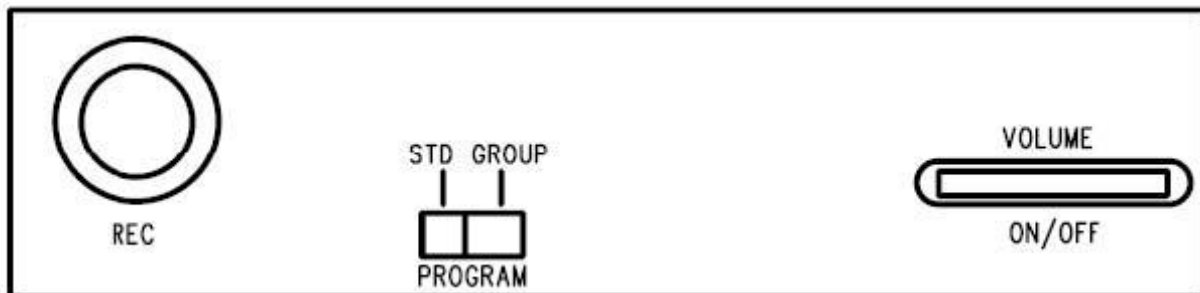 REC
STD GROUP
PROGRAM
VOLUME
ON/OFF